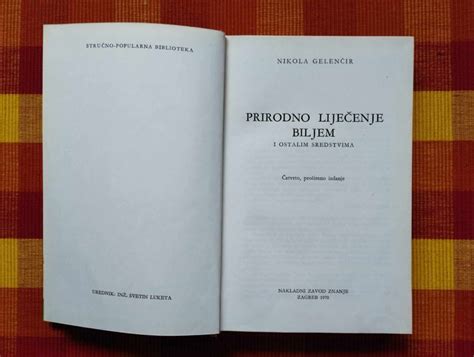 STRUČNO-POPULARNA BIBLIOTEKA
UREDNIK: INŽ. SVETIN LUKETA
NIKOLA GELENČIR
PRIRODNO LIJEČENJE
BILJEM
I OSTALIM SREDSTVIMA
Četvrto, prošireno izdanje
NAKLADNI ZAVOD ZNANJE
ZAGREB 1970